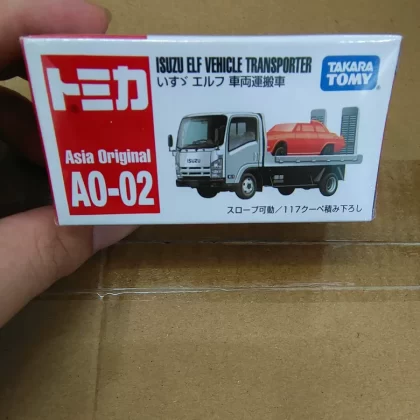 トミカ
Asia Original
AO-02
ISUZU ELF VEHICLE TRANSPORTER
いすゞ エルフ 車両運搬車
TAKARA
TOMY
ISUZU
スロープ可動/117クーペ積み下ろし